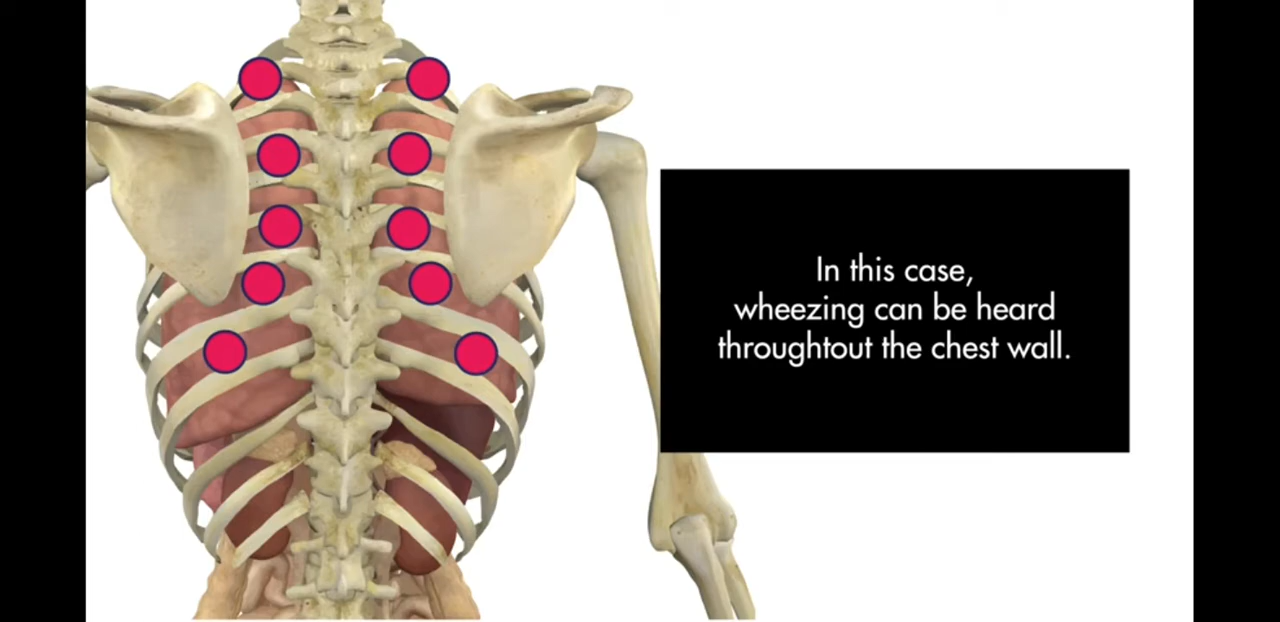 In this case,
wheezing can be heard
throughtout the chest wall.